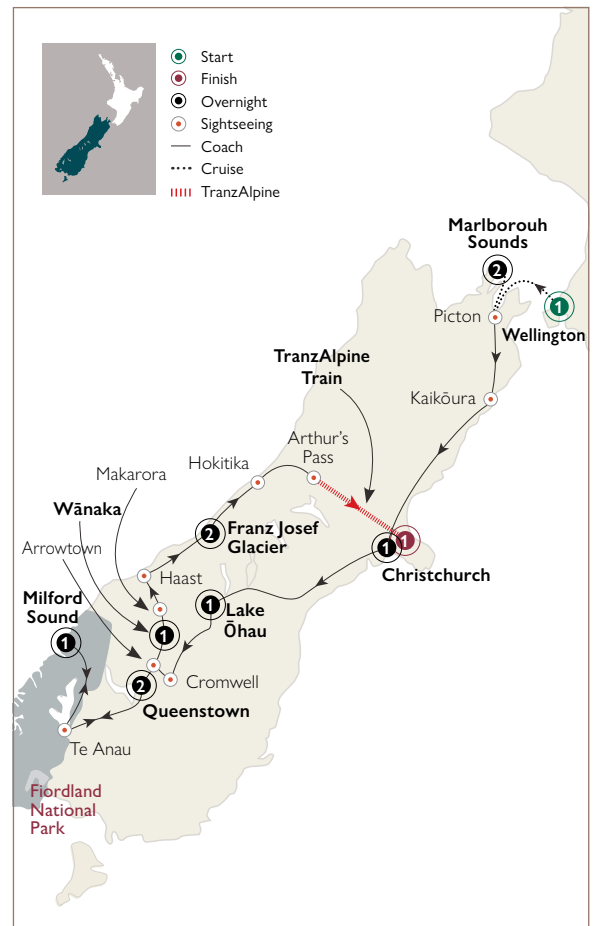 Start
Finish
Overnight
Sightseeing
Coach
Cruise
TranzAlpine
Marlborouh
Sounds
2
1
Picton
Wellington
TranzAlpine
Train
Kaikōura
Arthur's
Pass
Hokitika
Makarora
Wānaka
2
Franz Josef
Glacier
1
1
Christchurch
Arrowtown
Haast
Milford
Sound
1
1
1
Lake
Ōhau
2
Cromwell
Queenstown
Te Anau
Fiordland
National
Park